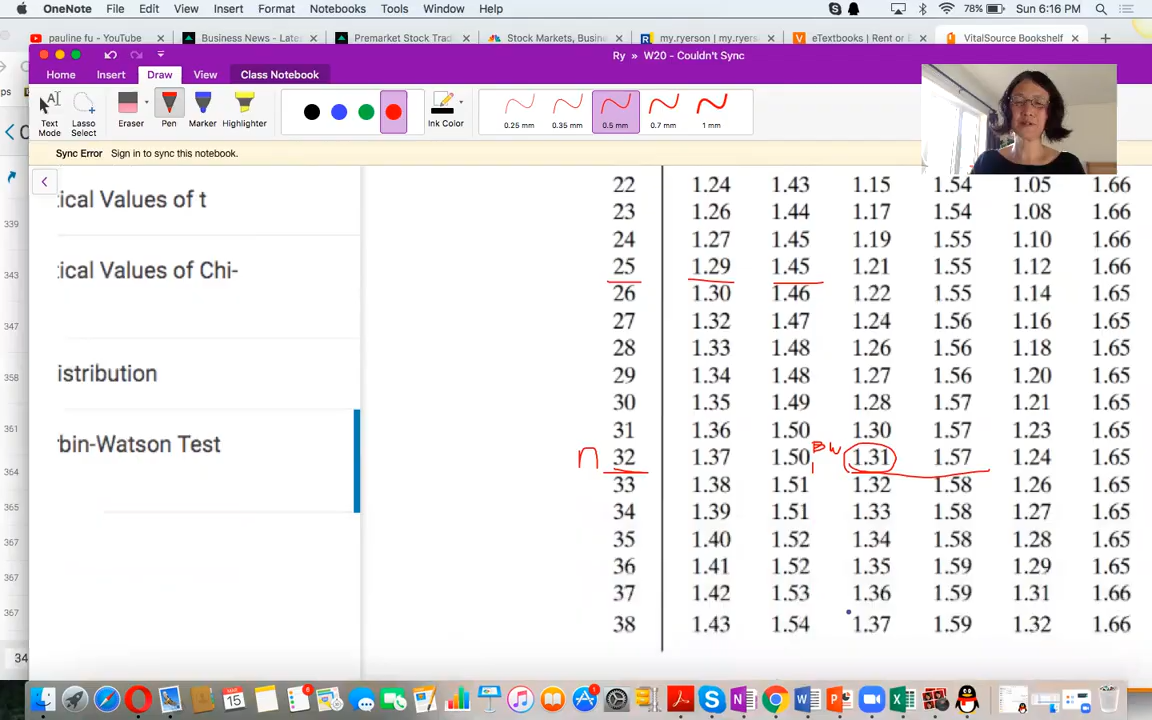 OneNote File Edit View Insert Format Notebooks Tools Window Help 78% Sun 6:16 PM
pauline fu - YouTube Business News - Late Premarket Stock Trad Stock Markets, Busine my.ryerson | my.ryers eTextbooks | Rent or E VitalSource Bookshelf
Ry » W20 - Couldn't Sync
Home Insert Draw View Class Notebook
Text Mode Lasso Select Eraser Pen Marker Highlighter Ink Color 0.25 mm 0.35 mm 0.5 mm 0.7 mm 1 mm
Sync Error Sign in to sync this notebook.
ical Values of t
ical Values of Chi-
istribution
bin-Watson Test
339
343
347
358
361
364
365
367
367
34
22 1.24 1.43 1.15 1.54 1.05 1.66
23 1.26 1.44 1.17 1.54 1.08 1.66
24 1.27 1.45 1.19 1.55 1.10 1.66
25 1.29 1.45 1.21 1.55 1.12 1.66
26 1.30 1.46 1.22 1.55 1.14 1.65
27 1.32 1.47 1.24 1.56 1.16 1.65
28 1.33 1.48 1.26 1.56 1.18 1.65
29 1.34 1.48 1.27 1.56 1.20 1.65
30 1.35 1.49 1.28 1.57 1.21 1.65
31 1.36 1.50 1.30 1.57 1.23 1.65
n 32 1.37 1.50 BW 1.31 1.57 1.24 1.65
33 1.38 1.51 1.32 1.58 1.26 1.65
34 1.39 1.51 1.33 1.58 1.27 1.65
35 1.40 1.52 1.34 1.58 1.28 1.65
36 1.41 1.52 1.35 1.59 1.29 1.65
37 1.42 1.53 1.36 1.59 1.31 1.66
38 1.43 1.54 1.37 1.59 1.32 1.66
MAR
15